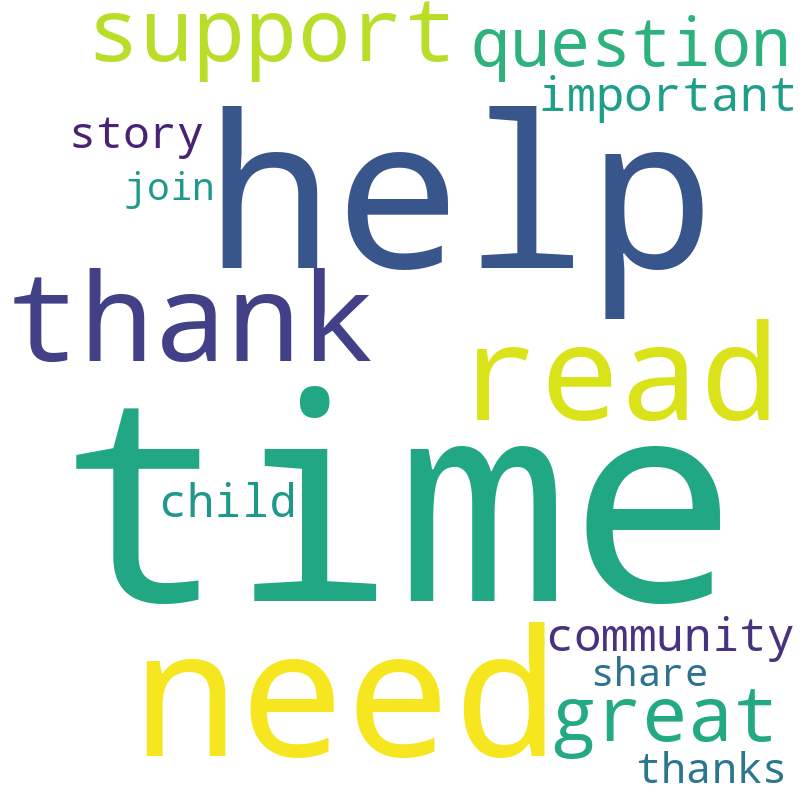 support
question
important
story
help
join
thank
read
time
child
need
community
share
great
thanks